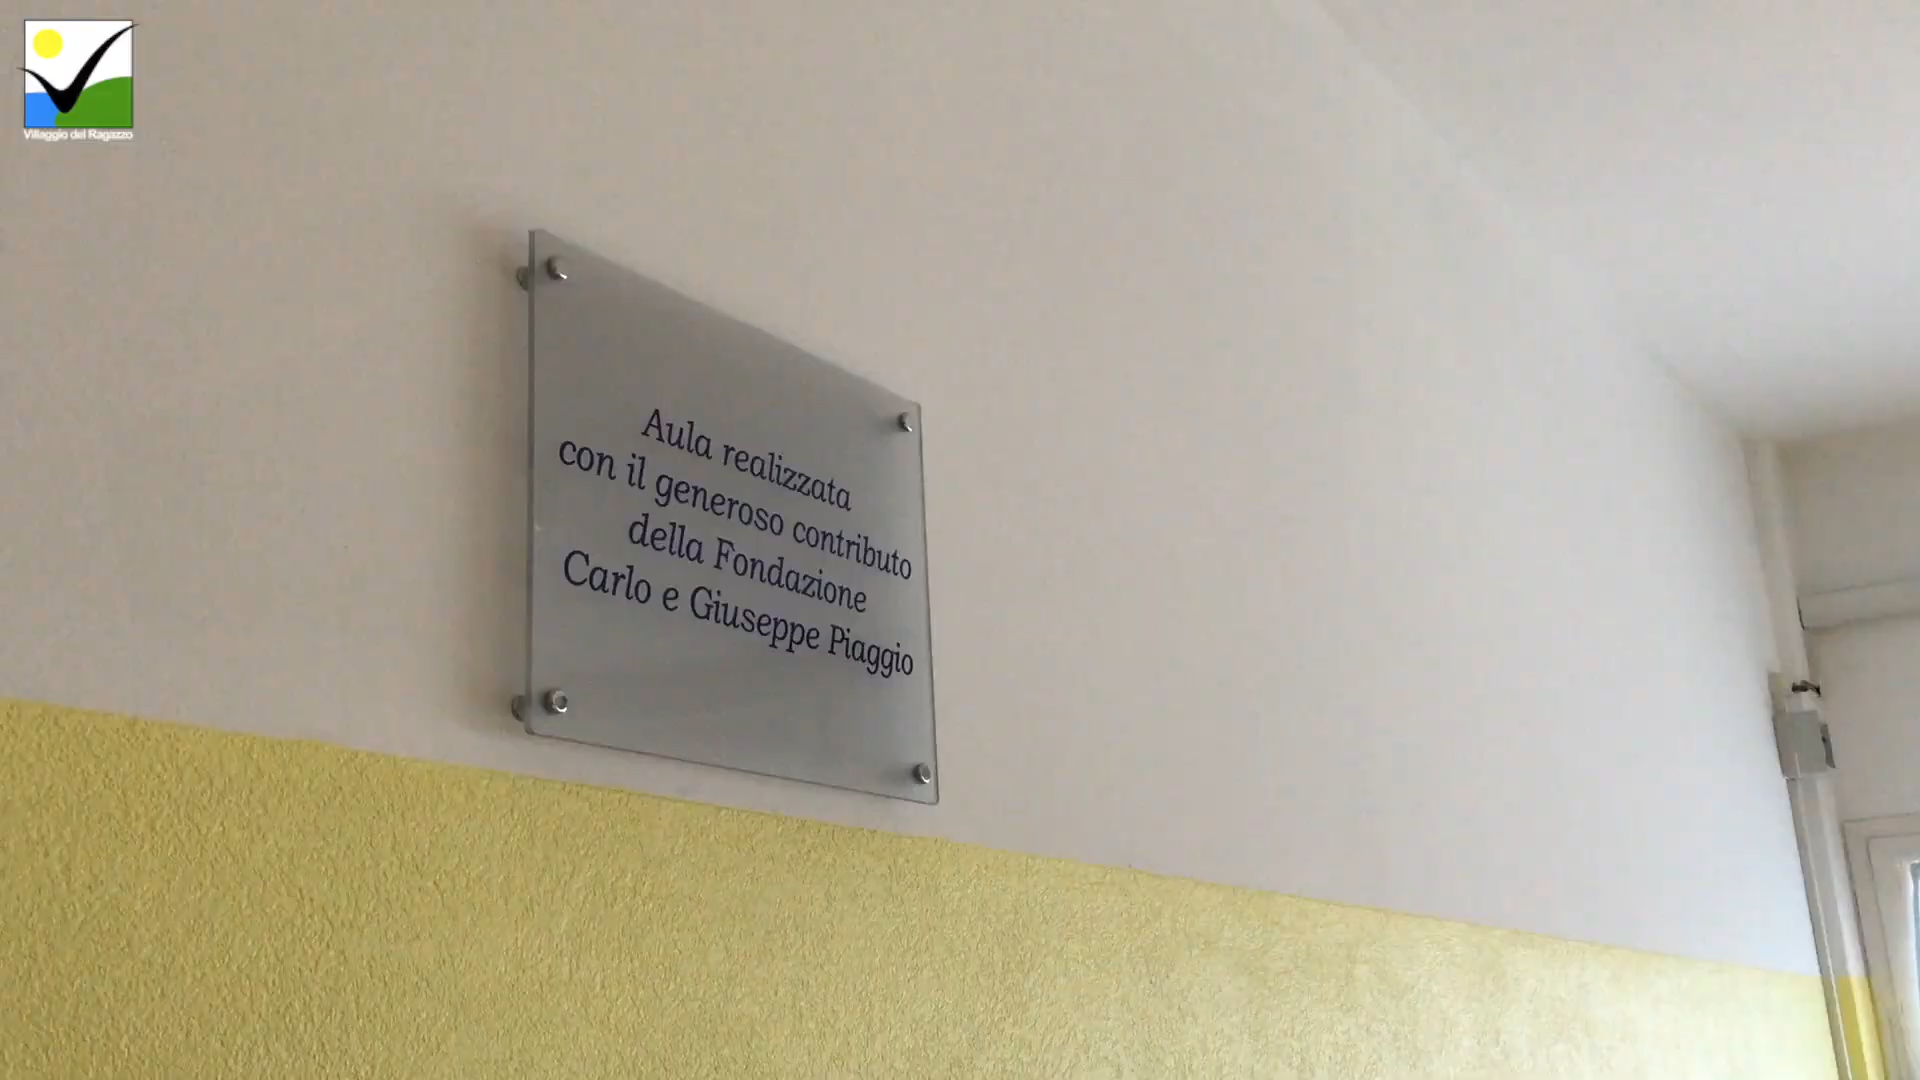 Villaggio del Ragazzo
Aula realizzata
con il generoso contributo
della Fondazione
Carlo e Giuseppe Piaggio